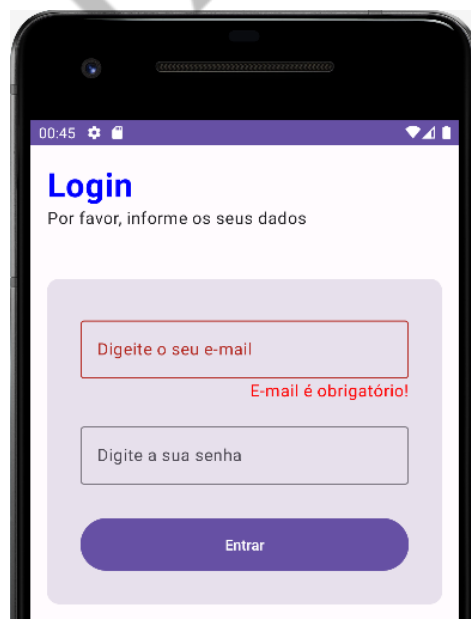 00:45
Login
Por favor, informe os seus dados
Digeite o seu e-mail
E-mail é obrigatório!
Digite a sua senha
Entrar